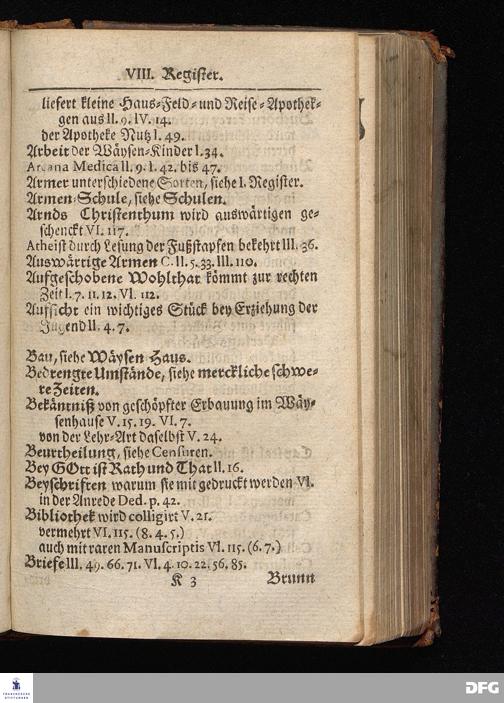 VIII. Register.
liefert kleine Haus-Feld- und Reise-Apothek-
gen aus II. 9. IV. 14.
der Apotheke Nutz I. 49.
Arbeit der Wäysen-Kinder I. 34.
Arcana Medica II. 9. I. 42. bis 47.
Armer unterschiedene Sorten, siehe I. Register.
Armen-Schule, siehe Schulen.
Arnds Christenthum wird auswärtigen ge-
schenckt VI. 117.
Atheist durch Lesung der Fußstapfen bekehrt III. 36.
Auswärtige Armen C. II. 5. 33. III. 110.
Aufgeschobene Wohlthat kömmt zur rechten
Zeit I. 7. 11. 12. VI. 112.
Aufsicht ein wichtiges Stück bey Erziehung der
Jugend II. 4. 7.
Bau, siehe Wäysen Haus.
Bedrengte Umstände, siehe merckliche schwe-
re Zeiten.
Bekäntniß von geschöpfter Erbauung im Wäy-
senhause V. 15. 19. VI. 7.
von der Lehr-Art daselbst V. 24.
Beurtheilung, siehe Censuren.
Bey GOtt ist Rath und That II. 16.
Beyschriften warum sie mit gedruckt werden VI.
in der Anrede Ded. p. 42.
Bibliothek wird colligirt V. 21.
vermehrt VI. 115. (8. 4. 5.)
auch mit raren Manuscriptis VI. 115. (6. 7.)
Briefe III. 49. 66. 71. VI. 4. 10. 22. 56. 85.
K 3 Brunn
FRANCKESCHE
STIFTUNGEN
DFG